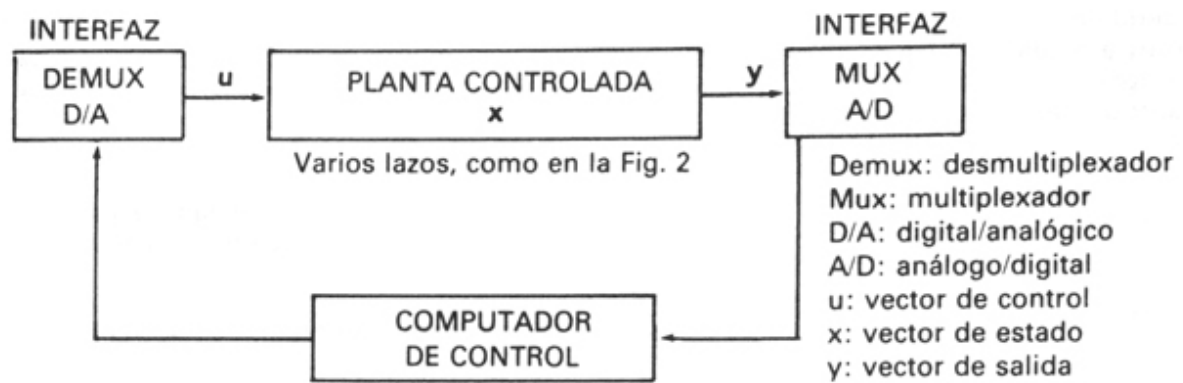 INTERFAZ
DEMUX
D/A
u
PLANTA CONTROLADA
x
Varios lazos, como en la Fig. 2
y
INTERFAZ
MUX
A/D
Demux: desmultiplexador
Mux: multiplexador
D/A: digital/analógico
A/D: análogo/digital
u: vector de control
x: vector de estado
y: vector de salida
COMPUTADOR
DE CONTROL